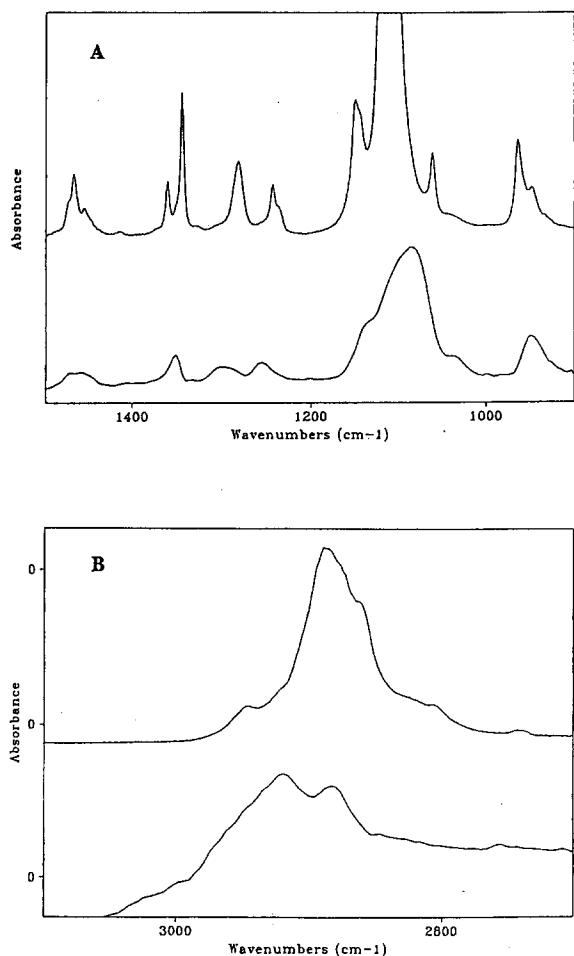 A
Absorbance
1400
1200
1000
Wavenumbers (cm-1)
B
0
0
0
Absorbance
3000
2800
Wavenumbers (cm-1)